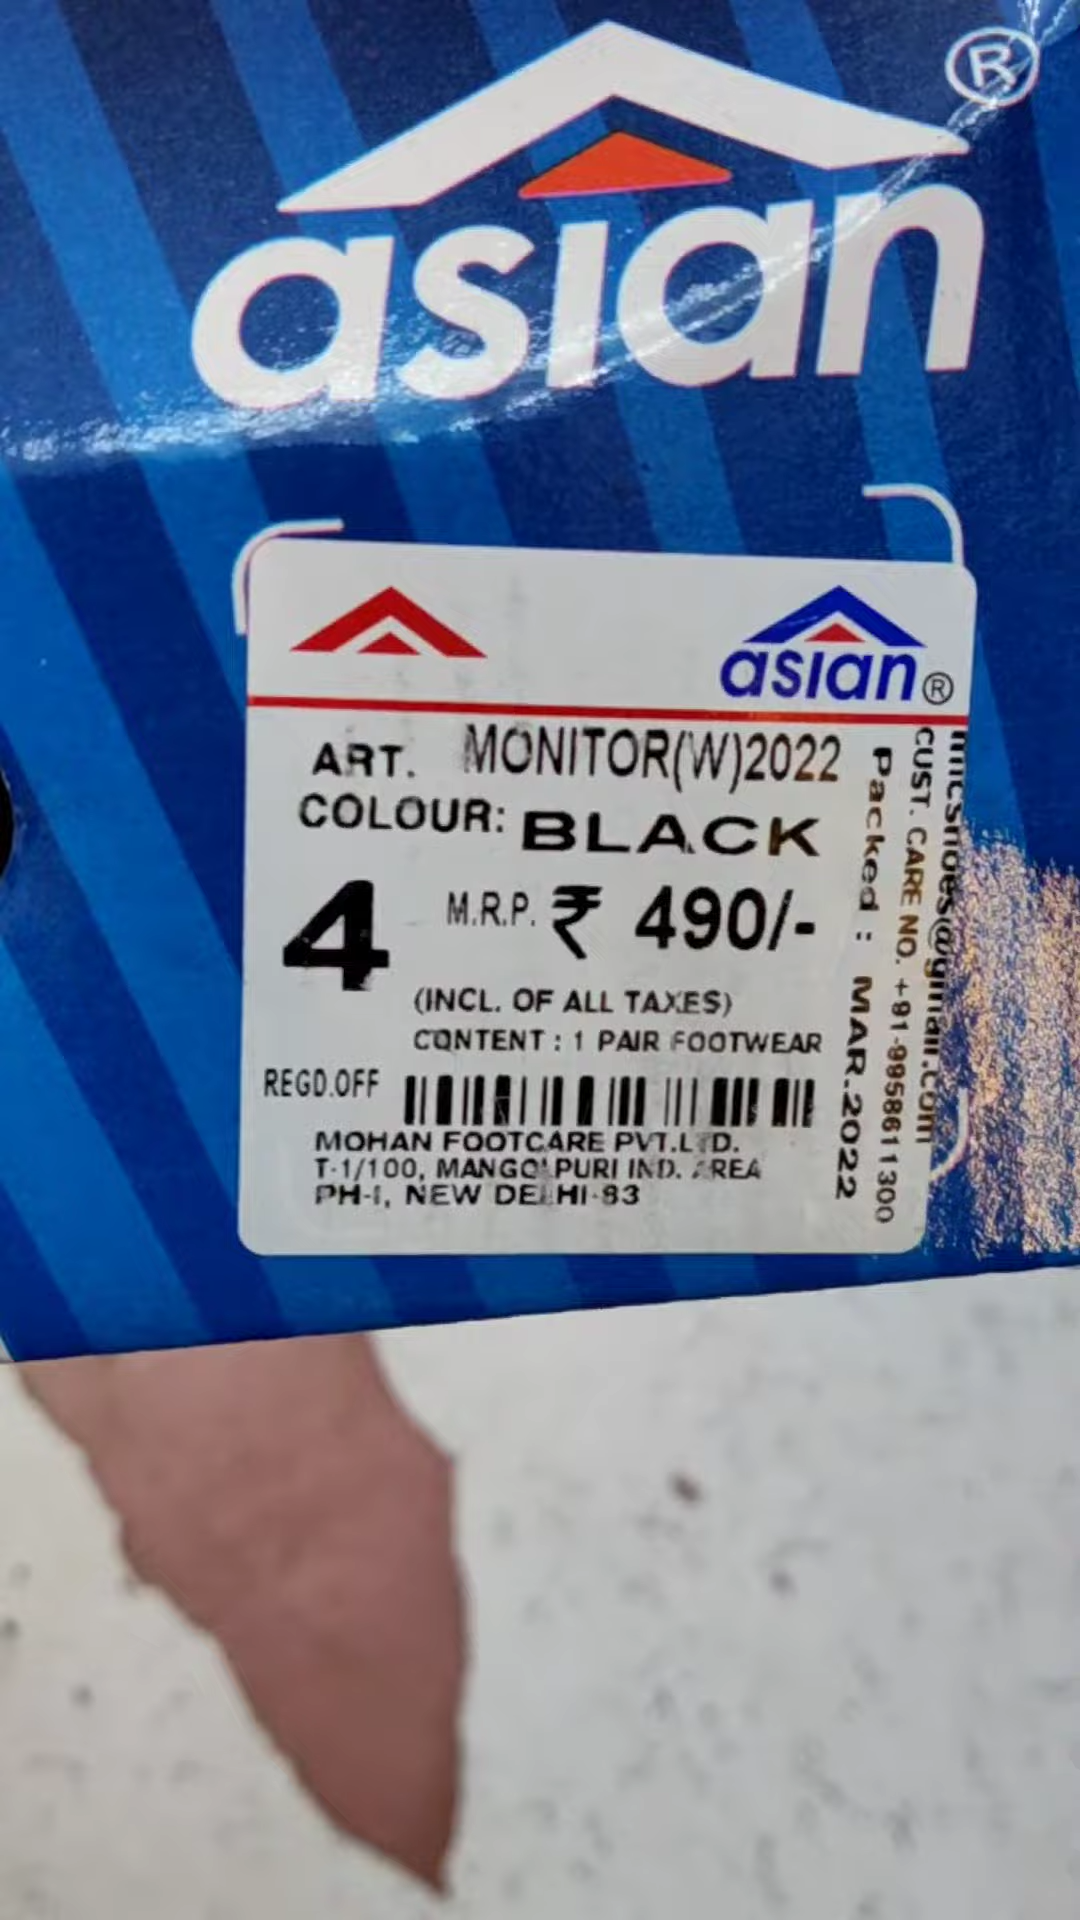 asian ®
asian ®
ART. MONITOR(W)2022
COLOUR: BLACK
4 M.R.P. ₹ 490/-
(INCL. OF ALL TAXES)
CONTENT : 1 PAIR FOOTWEAR
REGD.OFF
MOHAN FOOTCARE PVT.LTD.
T-1/100, MANGOLPURI IND. AREA
PH-I, NEW DELHI-83
Packed : MAR.2022
CUST. CARE NO. +91-9958611300